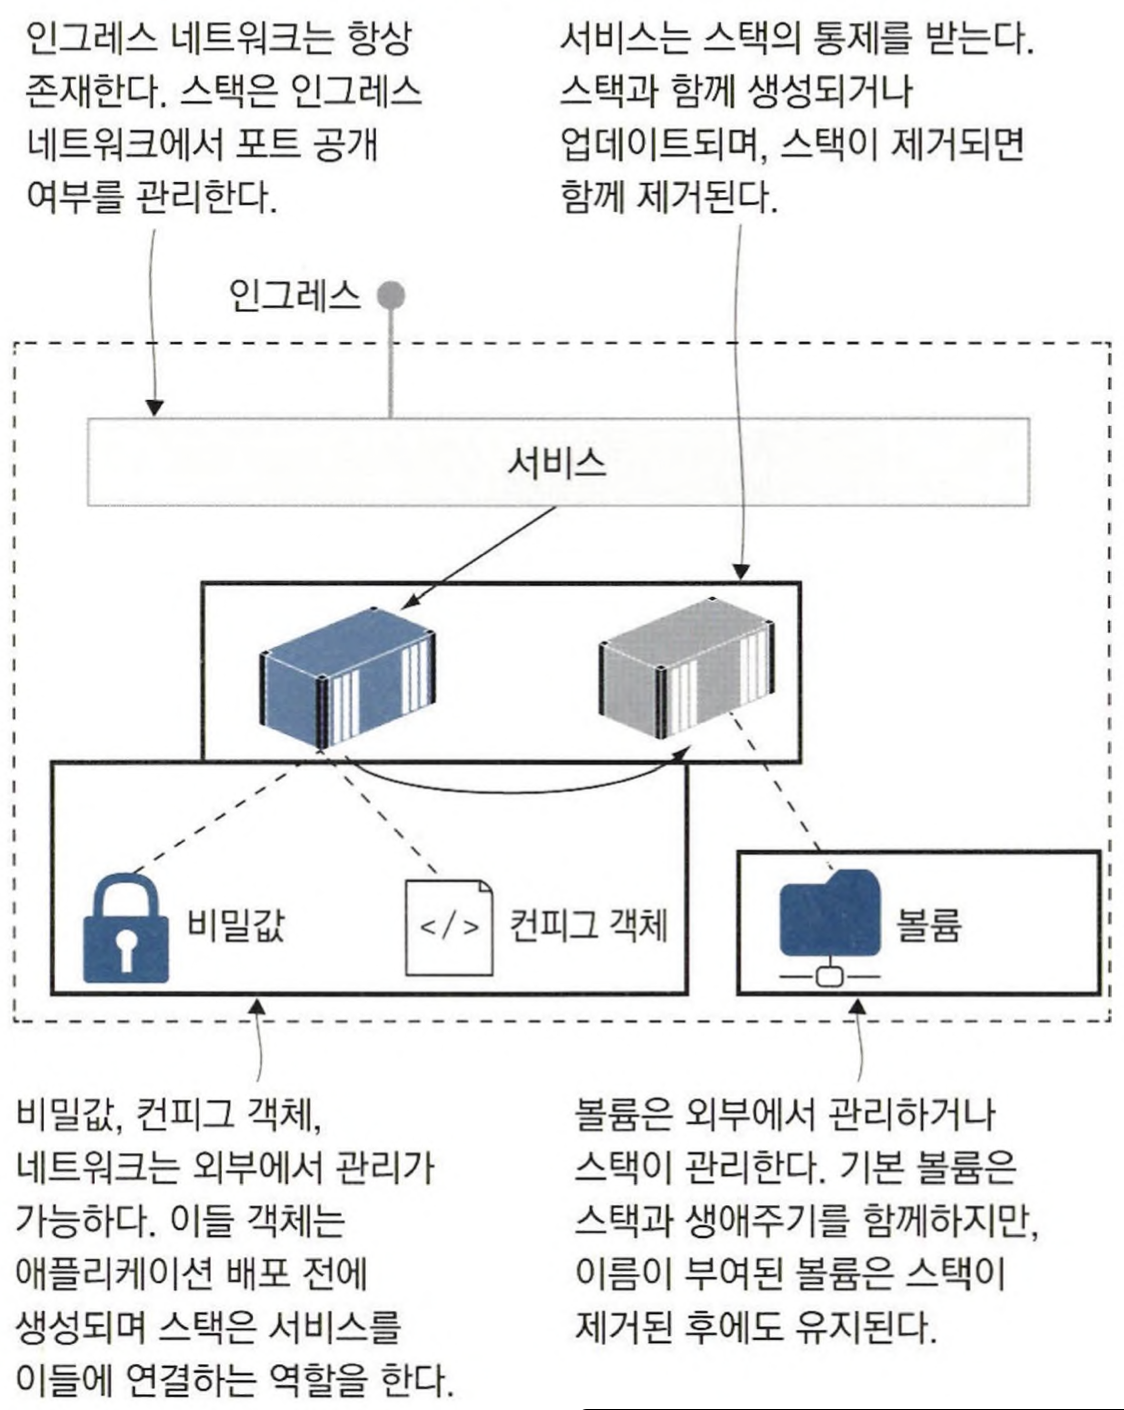 인그레스 네트워크는 항상
존재한다. 스택은 인그레스
네트워크에서 포트 공개
여부를 관리한다.
서비스는 스택의 통제를 받는다.
스택과 함께 생성되거나
업데이트되며, 스택이 제거되면
함께 제거된다.
인그레스
서비스
비밀값
</>
컨피그 객체
볼륨
비밀값, 컨피그 객체,
네트워크는 외부에서 관리가
가능하다. 이들 객체는
애플리케이션 배포 전에
생성되며 스택은 서비스를
이들에 연결하는 역할을 한다.
볼륨은 외부에서 관리하거나
스택이 관리한다. 기본 볼륨은
스택과 생애주기를 함께하지만,
이름이 부여된 볼륨은 스택이
제거된 후에도 유지된다.